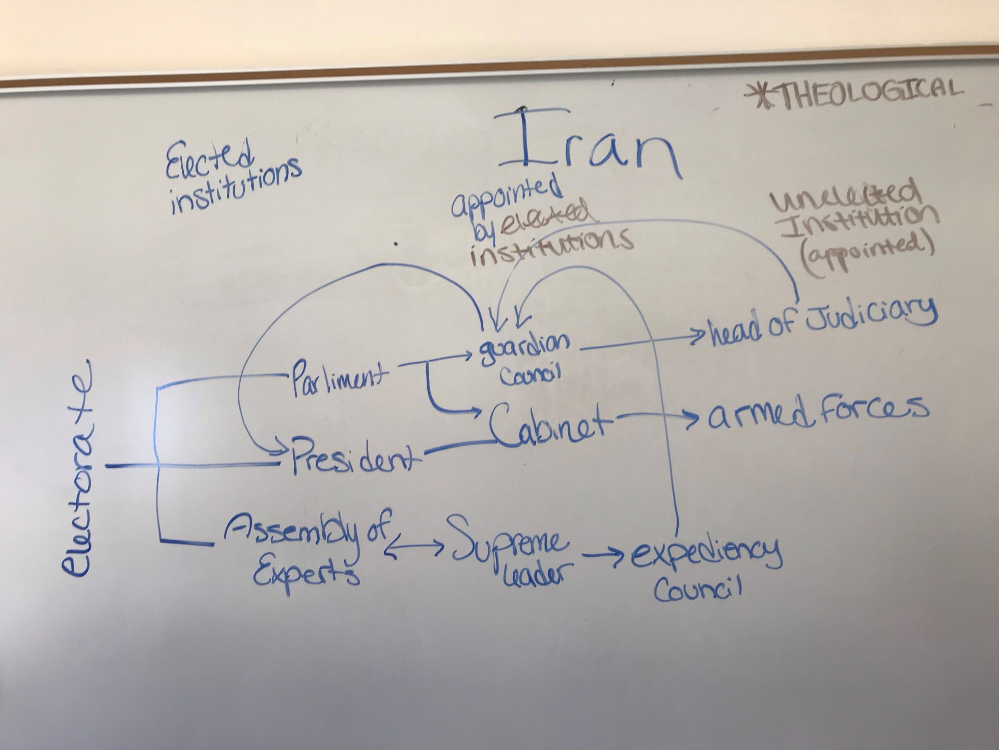 *THEOLOGICAL
Iran
Elected
institutions
appointed
by elected
institutions
Unelected
Institution
(appointed)
electorate
Parliment
guardian
Council
head of Judiciary
President
Cabinet
armed forces
Assembly of
Experts
Supreme
leader
expediency
Council